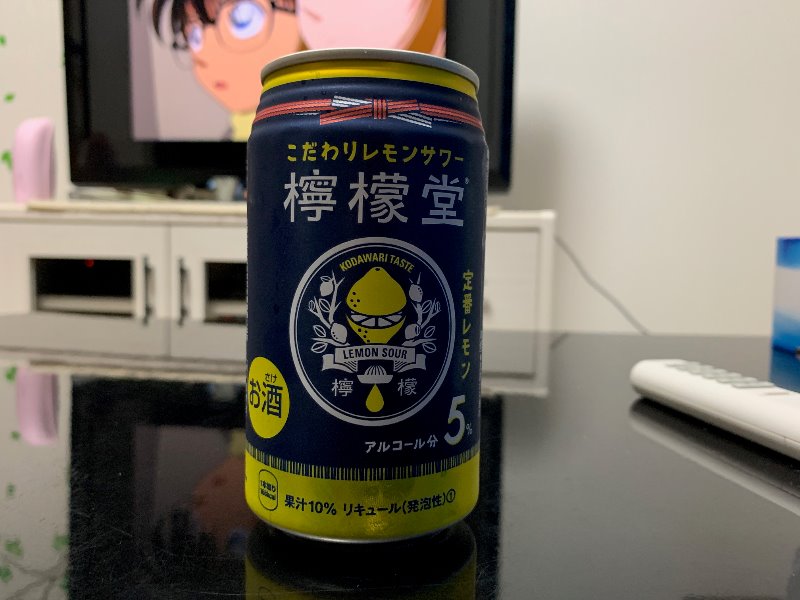 こだわりレモンサワー
檸檬堂®
KODAWARI TASTE
LEMON SOUR
檸 檬
定番レモン
さけ
お酒
アルコール分 5%
果汁10% リキュール(発泡性)①